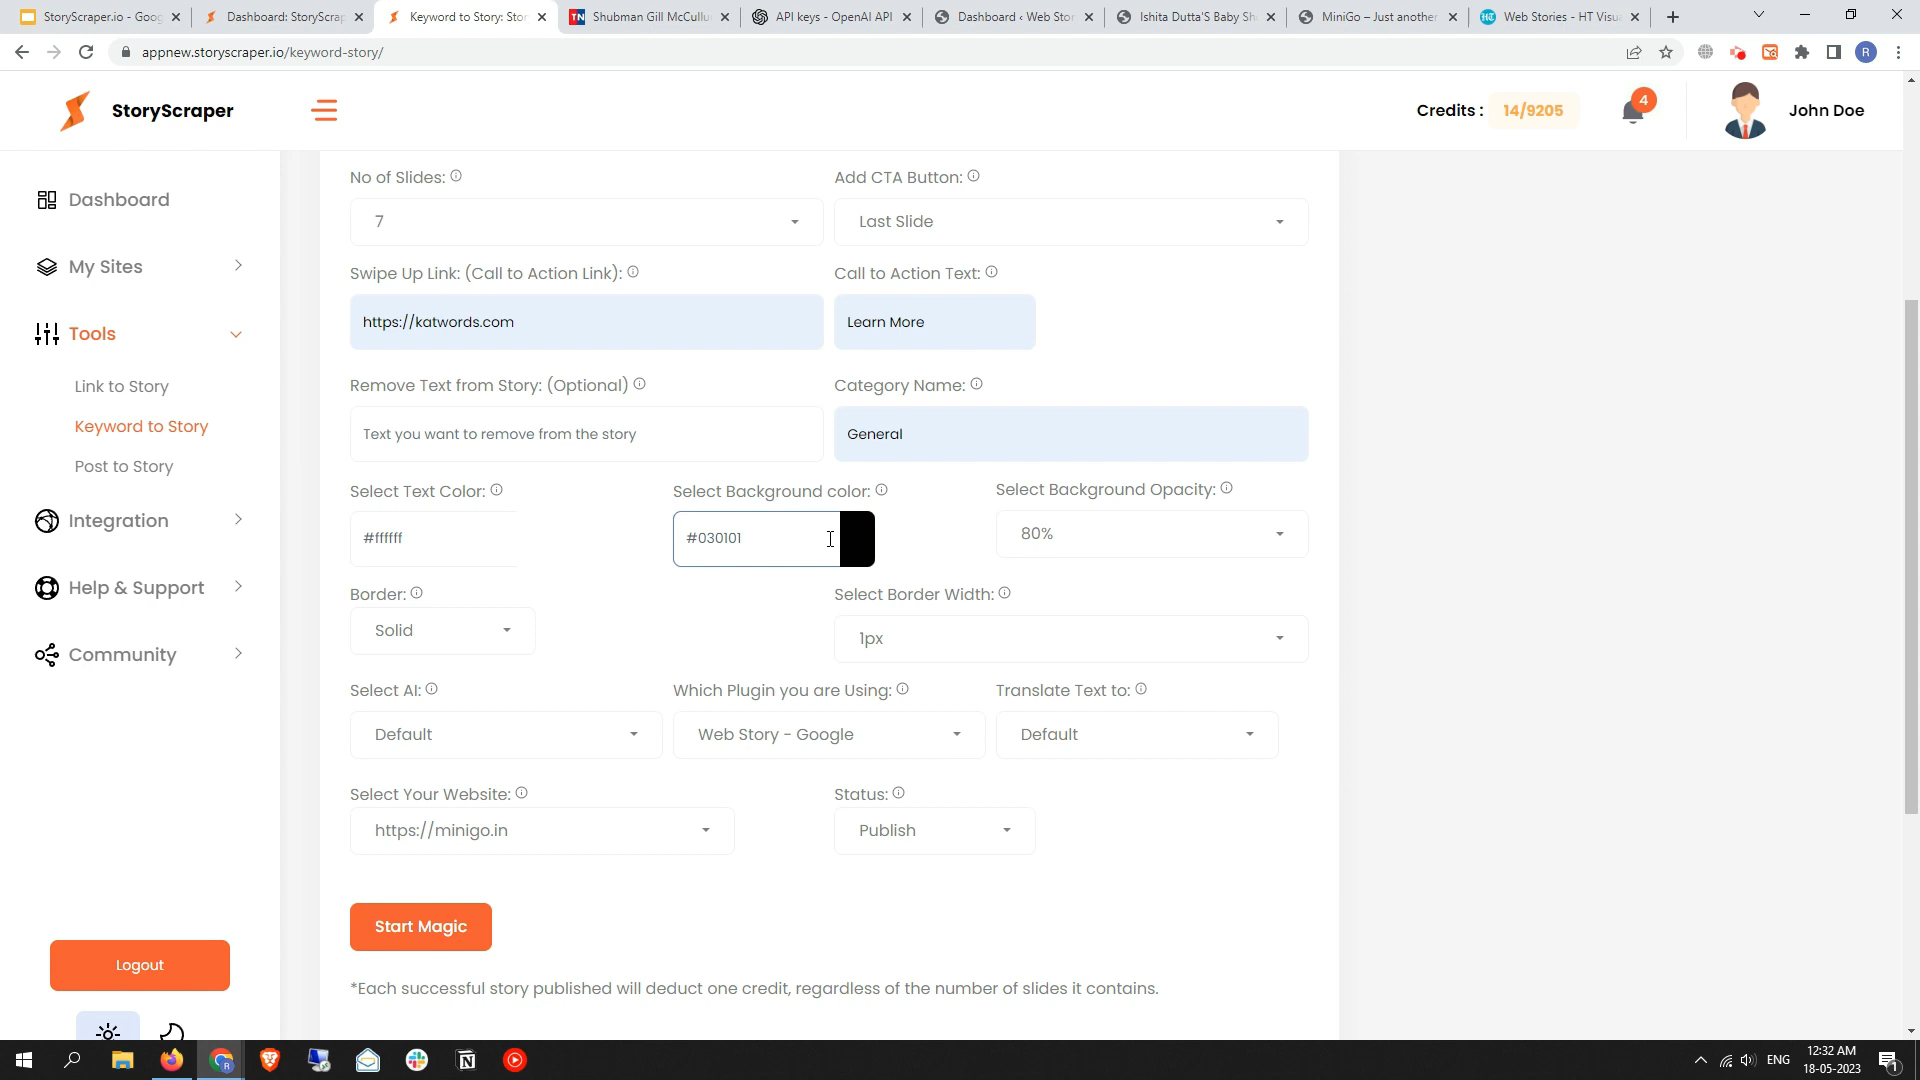 StoryScraper.io - Goog
Dashboard: StoryScrap
Keyword to Story: Stor
Shubman Gill McCullu
API keys - OpenAI API
Dashboard ‹ Web Stor
Ishita Dutta'S Baby Sh
MiniGo – Just another
Web Stories - HT Visua
appnew.storyscraper.io/keyword-story/
R
StoryScraper
Credits : 14/9205
4
John Doe
Dashboard
My Sites
Tools
Link to Story
Keyword to Story
Post to Story
Integration
Help & Support
Community
Logout
No of Slides:
Add CTA Button:
7
Last Slide
Swipe Up Link: (Call to Action Link):
Call to Action Text:
https://katwords.com
Learn More
Remove Text from Story: (Optional)
Category Name:
Text you want to remove from the story
General
Select Text Color:
Select Background color:
Select Background Opacity:
#ffffff
#030101
80%
Border:
Select Border Width:
Solid
1px
Select AI:
Which Plugin you are Using:
Translate Text to:
Default
Web Story - Google
Default
Select Your Website:
Status:
https://minigo.in
Publish
Start Magic
*Each successful story published will deduct one credit, regardless of the number of slides it contains.
ENG
12:32 AM
18-05-2023
1